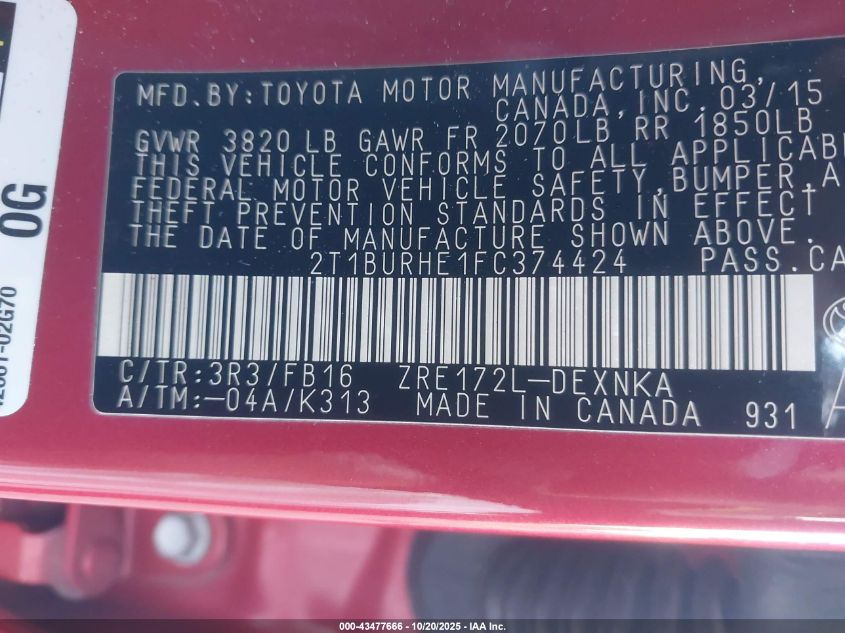 MFD.BY:TOYOTA MOTOR MANUFACTURING,
CANADA,INC. 03/15
GVWR 3820 LB GAWR FR 2070LB RR 1850LB
THIS VEHICLE CONFORMS TO ALL APPLICAB
FEDERAL MOTOR VEHICLE SAFETY,BUMPER,A
THEFT PREVENTION STANDARDS IN EFFECT
THE DATE OF MANUFACTURE SHOWN ABOVE.
2T1BURHE1FC374424 PASS.CA
C/TR:3R3/FB16 ZRE172L-DEXNKA
A/TM:-04A/K313 MADE IN CANADA 931
0G
-02G70
000-43477666 | 10/20/2025 | IAA Inc.